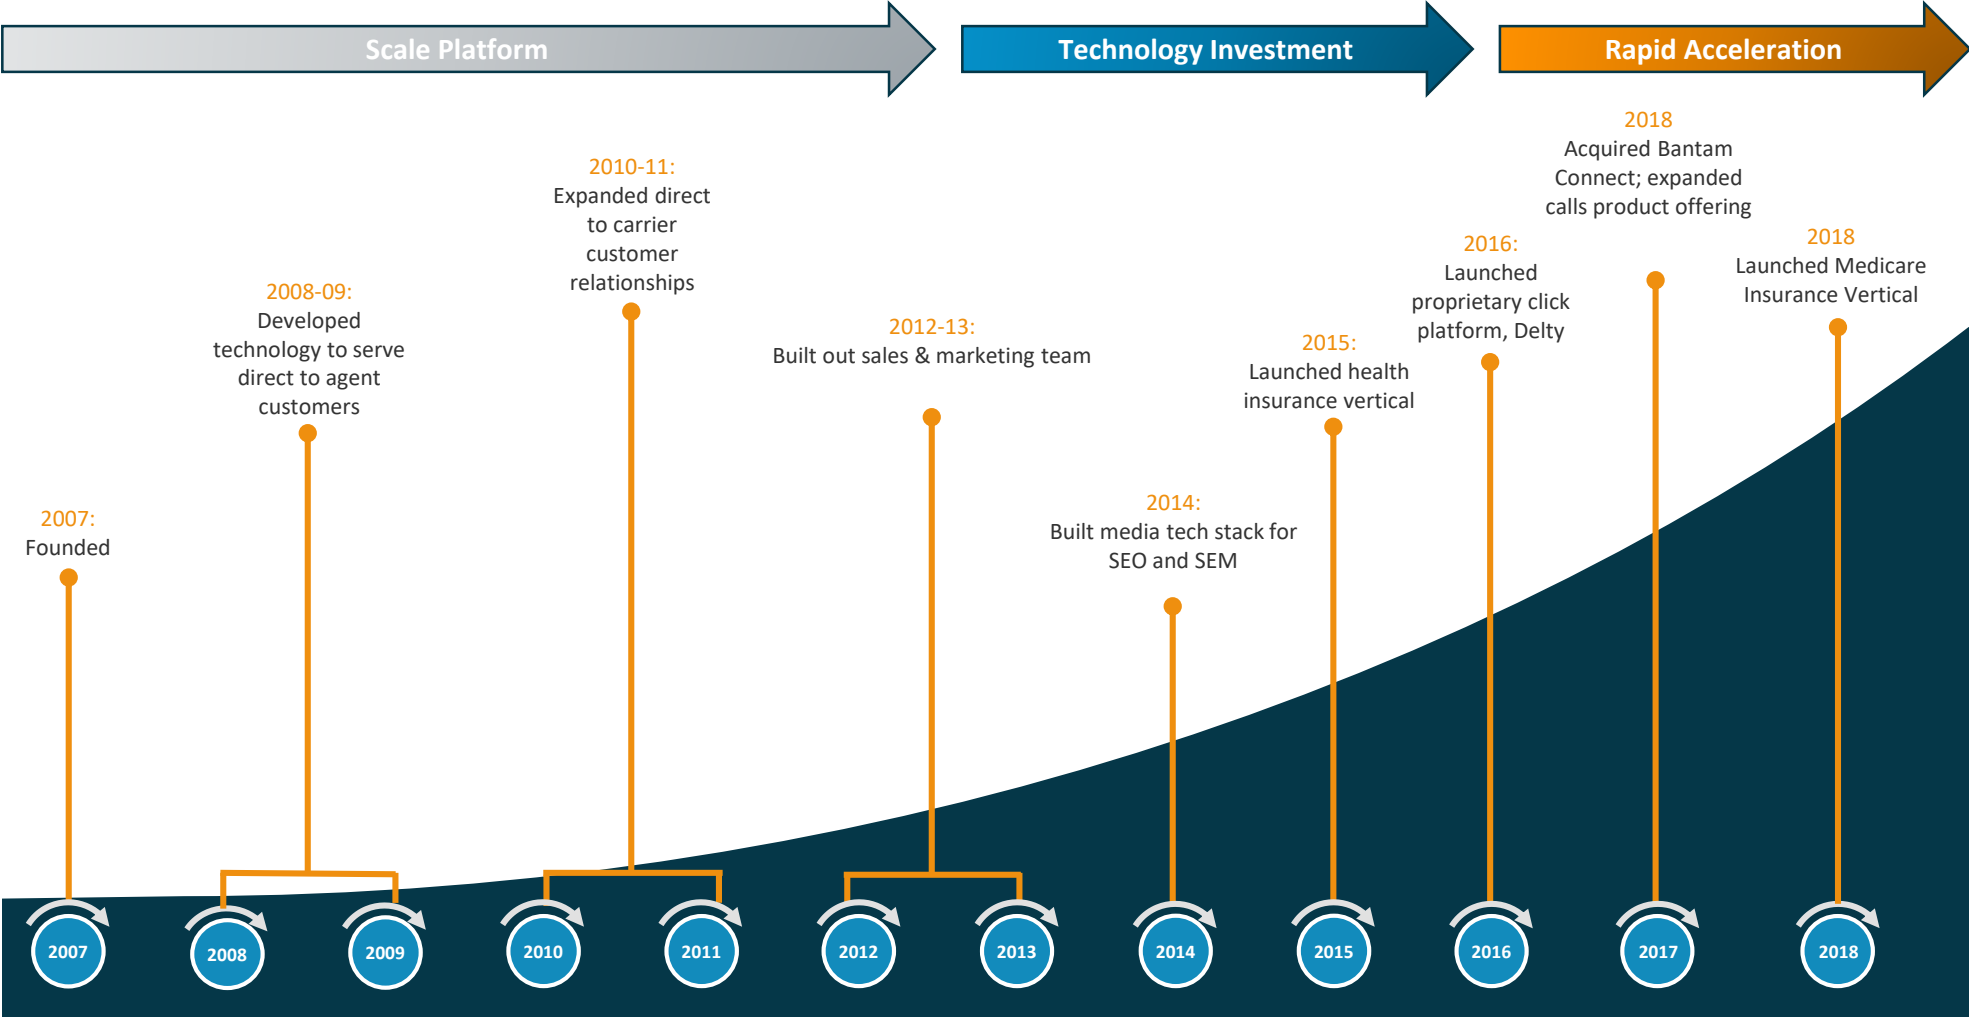 Scale Platform
Technology Investment
Rapid Acceleration
2007:
Founded
2008-09:
Developed
technology to serve
direct to agent
customers
2010-11:
Expanded direct
to carrier
customer
relationships
2012-13:
Built out sales & marketing team
2014:
Built media tech stack for
SEO and SEM
2015:
Launched health
insurance vertical
2016:
Launched
proprietary click
platform, Delty
2018
Acquired Bantam
Connect; expanded
calls product offering
2018
Launched Medicare
Insurance Vertical
2007
2008
2009
2010
2011
2012
2013
2014
2015
2016
2017
2018